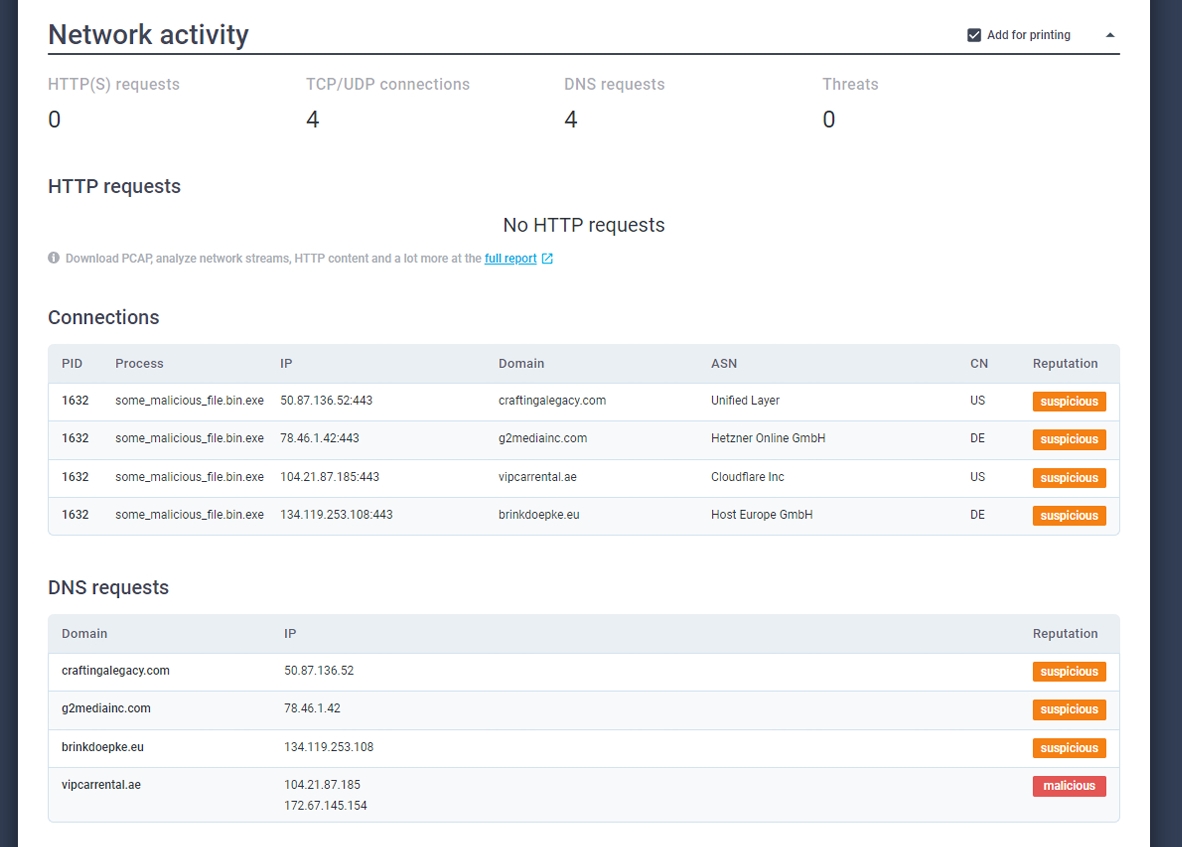 Network activity
Add for printing
HTTP(S) requests TCP/UDP connections DNS requests Threats
0 4 4 0
HTTP requests
No HTTP requests
Download PCAP, analyze network streams, HTTP content and a lot more at the full report
Connections
PID Process IP Domain ASN CN Reputation
1632 some_malicious_file.bin.exe 50.87.136.52:443 craftingalegacy.com Unified Layer US suspicious
1632 some_malicious_file.bin.exe 78.46.1.42:443 g2mediainc.com Hetzner Online GmbH DE suspicious
1632 some_malicious_file.bin.exe 104.21.87.185:443 vipcarrental.ae Cloudflare Inc US suspicious
1632 some_malicious_file.bin.exe 134.119.253.108:443 brinkdoepke.eu Host Europe GmbH DE suspicious
DNS requests
Domain IP Reputation
craftingalegacy.com 50.87.136.52 suspicious
g2mediainc.com 78.46.1.42 suspicious
brinkdoepke.eu 134.119.253.108 suspicious
vipcarrental.ae 104.21.87.185 malicious
172.67.145.154